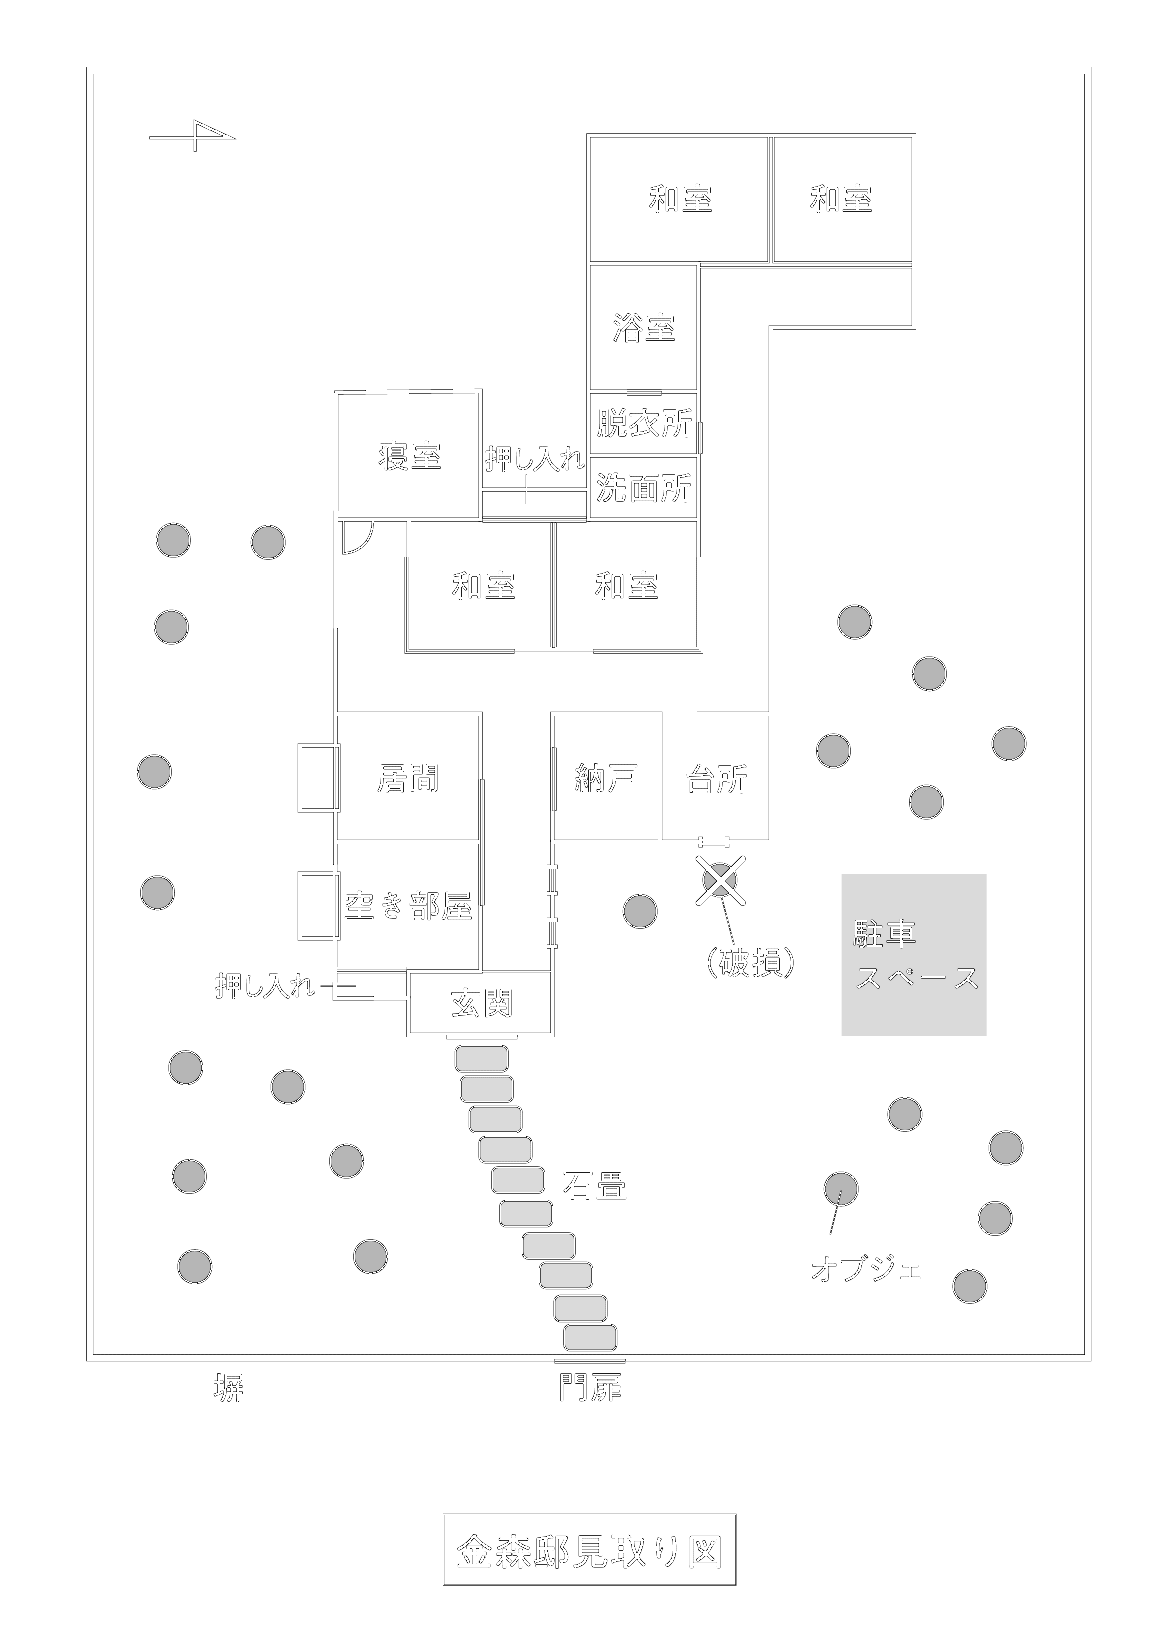 和室
和室
浴室
脱衣所
寝室
押し入れ
洗面所
和室
和室
居間
納戸
台所
空き部屋
駐車
スペース
(破損)
押し入れ
玄関
石畳
オブジェ
塀
門扉
金森邸見取り図